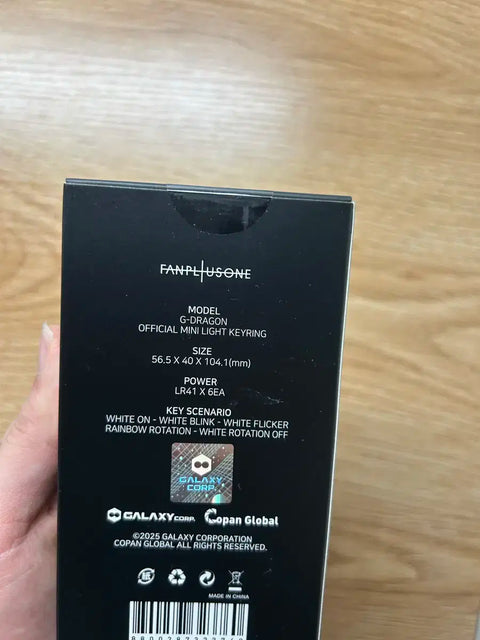 FANPLUSONE
MODEL
G-DRAGON
OFFICIAL MINI LIGHT KEYRING
SIZE
56.5 X 40 X 104.1(mm)
POWER
LR41 X 6EA
KEY SCENARIO
WHITE ON - WHITE BLINK - WHITE FLICKER
RAINBOW ROTATION - WHITE ROTATION OFF
GALAXY
CORP.
GALAXY CORP. Copan Global
©2025 GALAXY CORPORATION
COPAN GLOBAL ALL RIGHTS RESERVED.
MADE IN CHINA